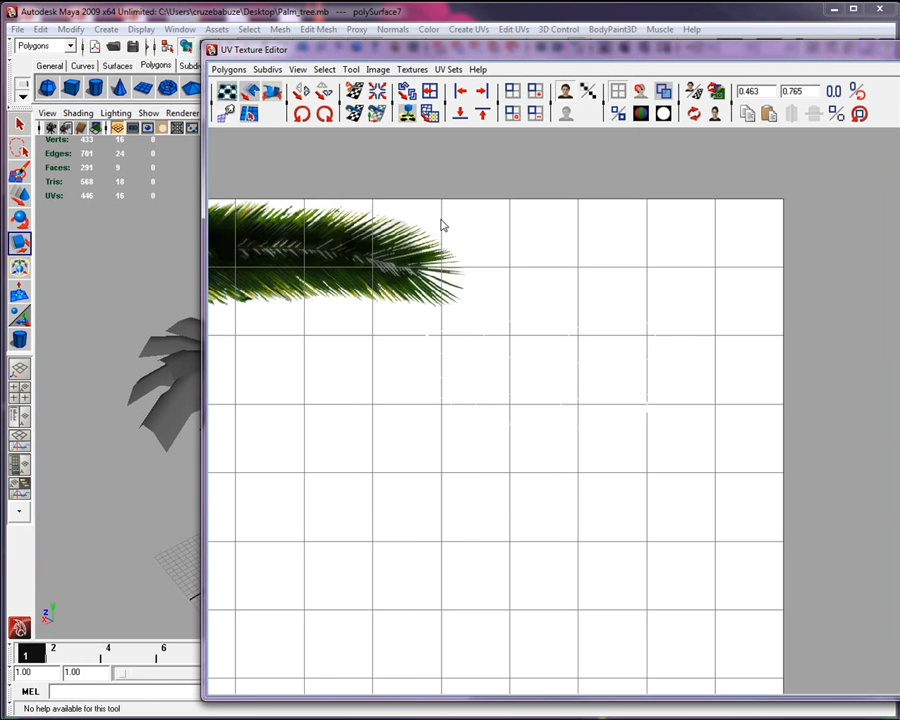 Autodesk Maya 2009 x64 Unlimited: C:\Users\cruzebabuze\Desktop\Palm_tree.mb --- polySurface7
File Edit Modify Create Display Window Assets Select Mesh Edit Mesh Proxy Normals Color Create UVs Edit UVs 3D Control BodyPaint3D Muscle Help
Polygons
UV Texture Editor
General Curves Surfaces Polygons
Polygons Subdivs View Select Tool Image Textures UV Sets Help
0.463 0.765 0.0
View Shading Lighting Show Renderer
Verts: 433 16 0
Edges: 701 24 0
Faces: 291 9 0
Tris: 568 18 0
UVs: 446 16 0
Z
1 2 4 6
1.00 1.00
MEL
No help available for this tool